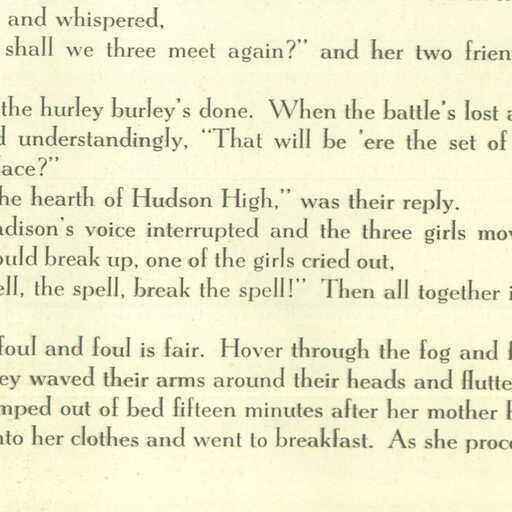 and whispered,
shall we three meet again?” and her two frien
the hurley burley’s done. When the battle’s lost a
d understandingly, “That will be ’ere the set of
lace?”
he hearth of Hudson High,” was their reply.
adison’s voice interrupted and the three girls mov
ould break up, one of the girls cried out,
ell, the spell, break the spell!” Then all together i
foul and foul is fair. Hover through the fog and f
ey waved their arms around their heads and flutte
mped out of bed fifteen minutes after her mother h
nto her clothes and went to breakfast. As she proce